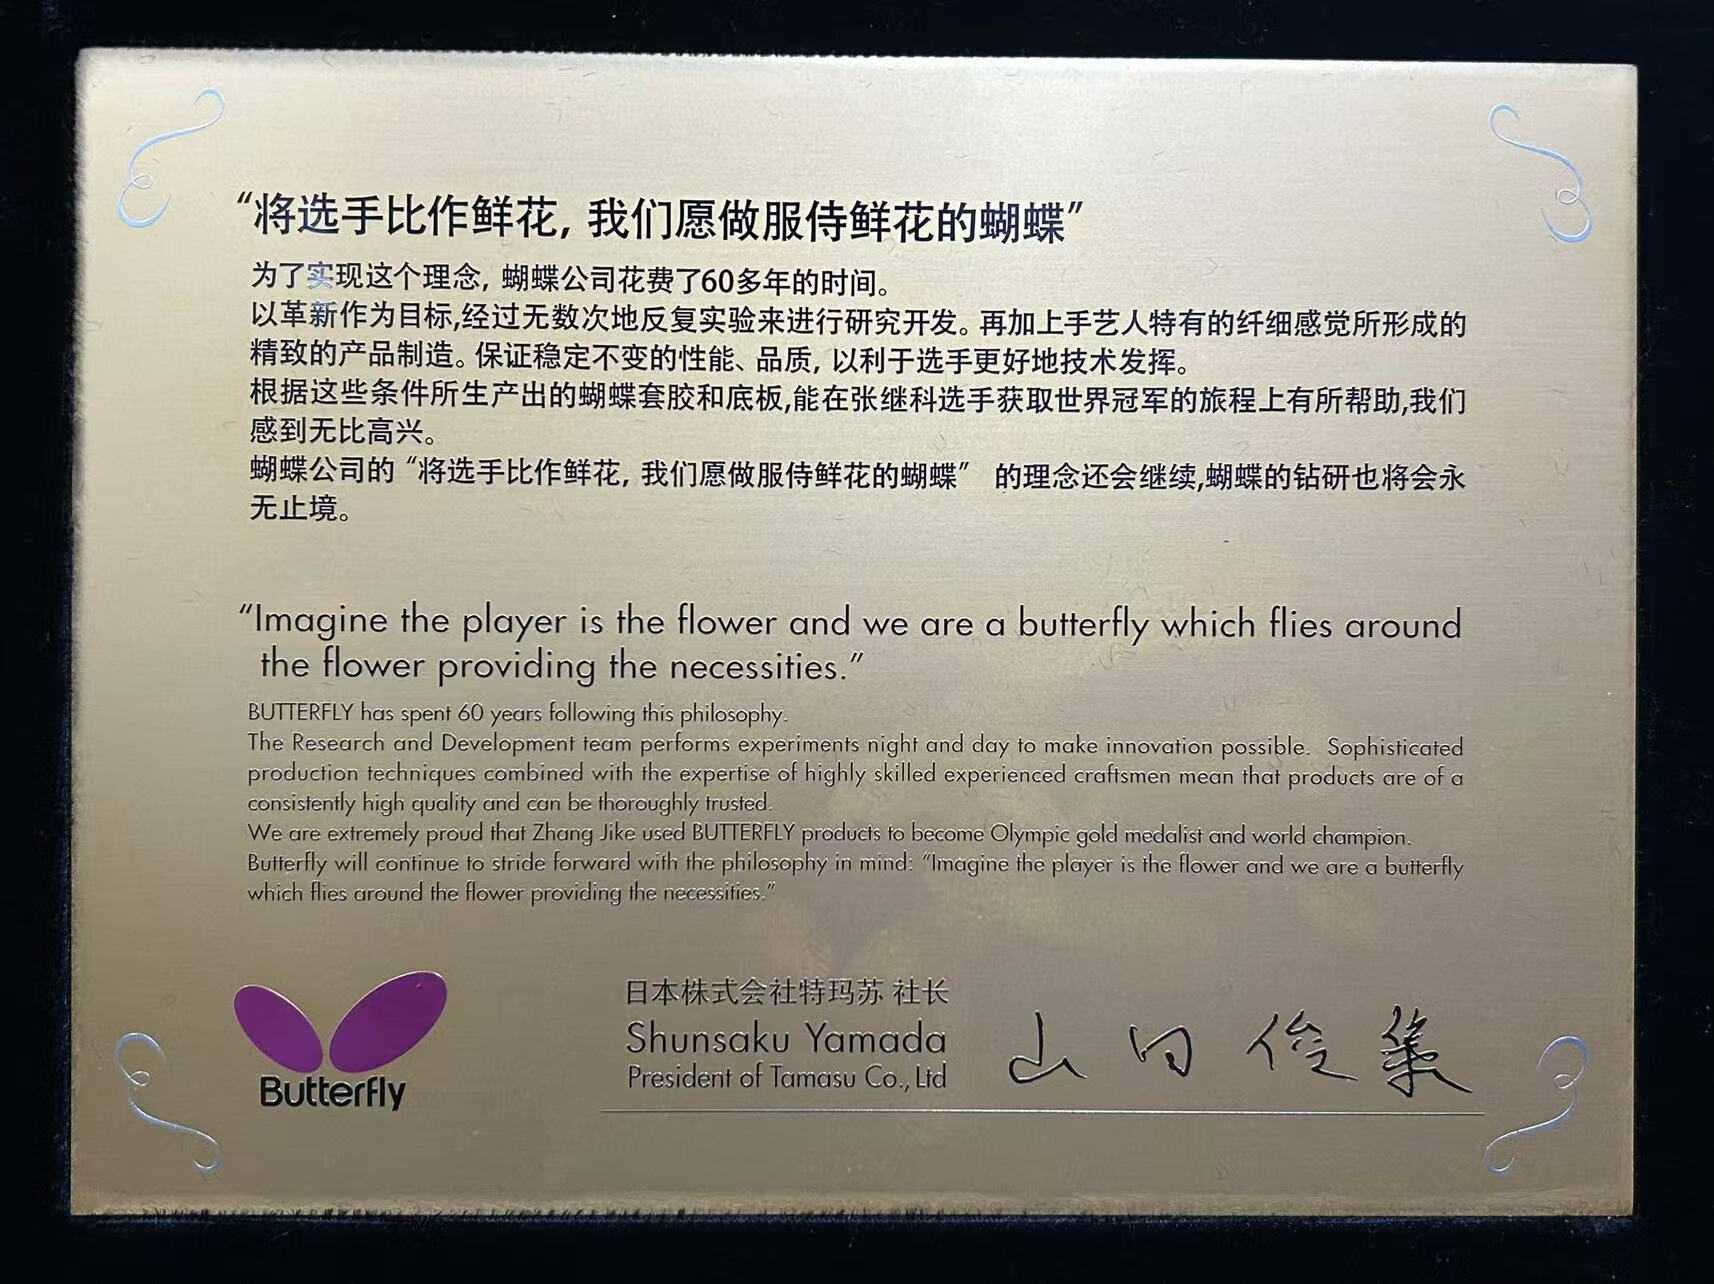 “将选手比作鲜花，我们愿做服侍鲜花的蝴蝶”
为了实现这个理念，蝴蝶公司花费了60多年的时间。
以革新作为目标,经过无数次地反复实验来进行研究开发。再加上手艺人特有的纤细感觉所形成的
精致的产品制造。保证稳定不变的性能、品质，以利于选手更好地技术发挥。
根据这些条件所生产出的蝴蝶套胶和底板,能在张继科选手获取世界冠军的旅程上有所帮助,我们
感到无比高兴。
蝴蝶公司的“将选手比作鲜花，我们愿做服侍鲜花的蝴蝶” 的理念还会继续,蝴蝶的钻研也将会永
无止境。
“Imagine the player is the flower and we are a butterfly which flies around
the flower providing the necessities.”
BUTTERFLY has spent 60 years following this philosophy.
The Research and Development team performs experiments night and day to make innovation possible. Sophisticated
production techniques combined with the expertise of highly skilled experienced craftsmen mean that products are of a
consistently high quality and can be thoroughly trusted.
We are extremely proud that Zhang Jike used BUTTERFLY products to become Olympic gold medalist and world champion.
Butterfly will continue to stride forward with the philosophy in mind: “Imagine the player is the flower and we are a butterfly
which flies around the flower providing the necessities.”
Butterfly
日本株式会社特玛苏 社长
Shunsaku Yamada
President of Tamasu Co., Ltd
山田